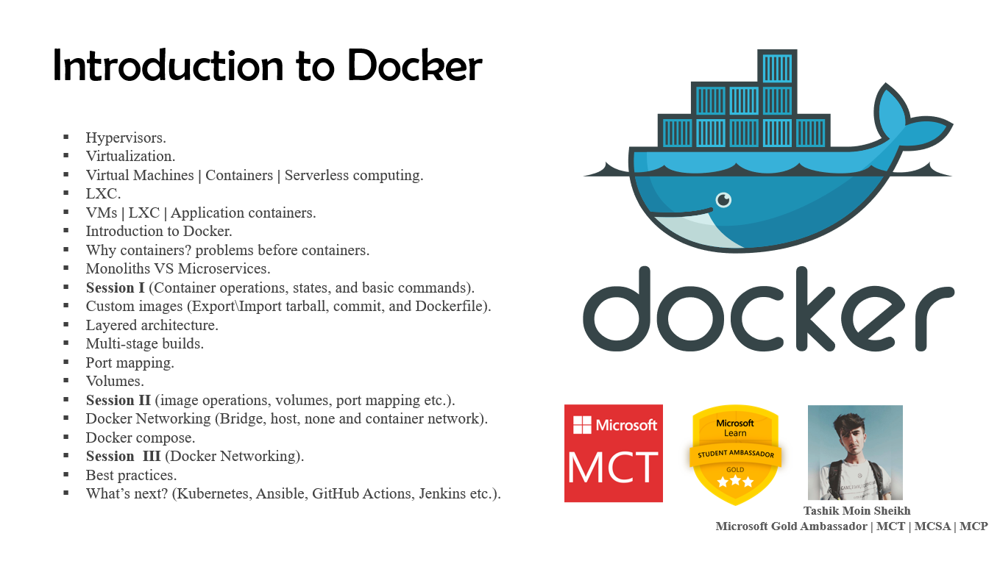 Introduction to Docker
Hypervisors.
Virtualization.
Virtual Machines | Containers | Serverless computing.
LXC.
VMs | LXC | Application containers.
Introduction to Docker.
Why containers? problems before containers.
Monoliths VS Microservices.
Session I (Container operations, states, and basic commands).
Custom images (Export\Import tarball, commit, and Dockerfile).
Layered architecture.
Multi-stage builds.
Port mapping.
Volumes.
Session II (image operations, volumes, port mapping etc.).
Docker Networking (Bridge, host, none and container network).
Docker compose.
Session  III (Docker Networking).
Best practices.
What’s next? (Kubernetes, Ansible, GitHub Actions, Jenkins etc.).
docker
Microsoft
MCT
Microsoft
Learn
STUDENT AMBASSADOR
GOLD
Tashik Moin Sheikh
Microsoft Gold Ambassador | MCT | MCSA | MCP